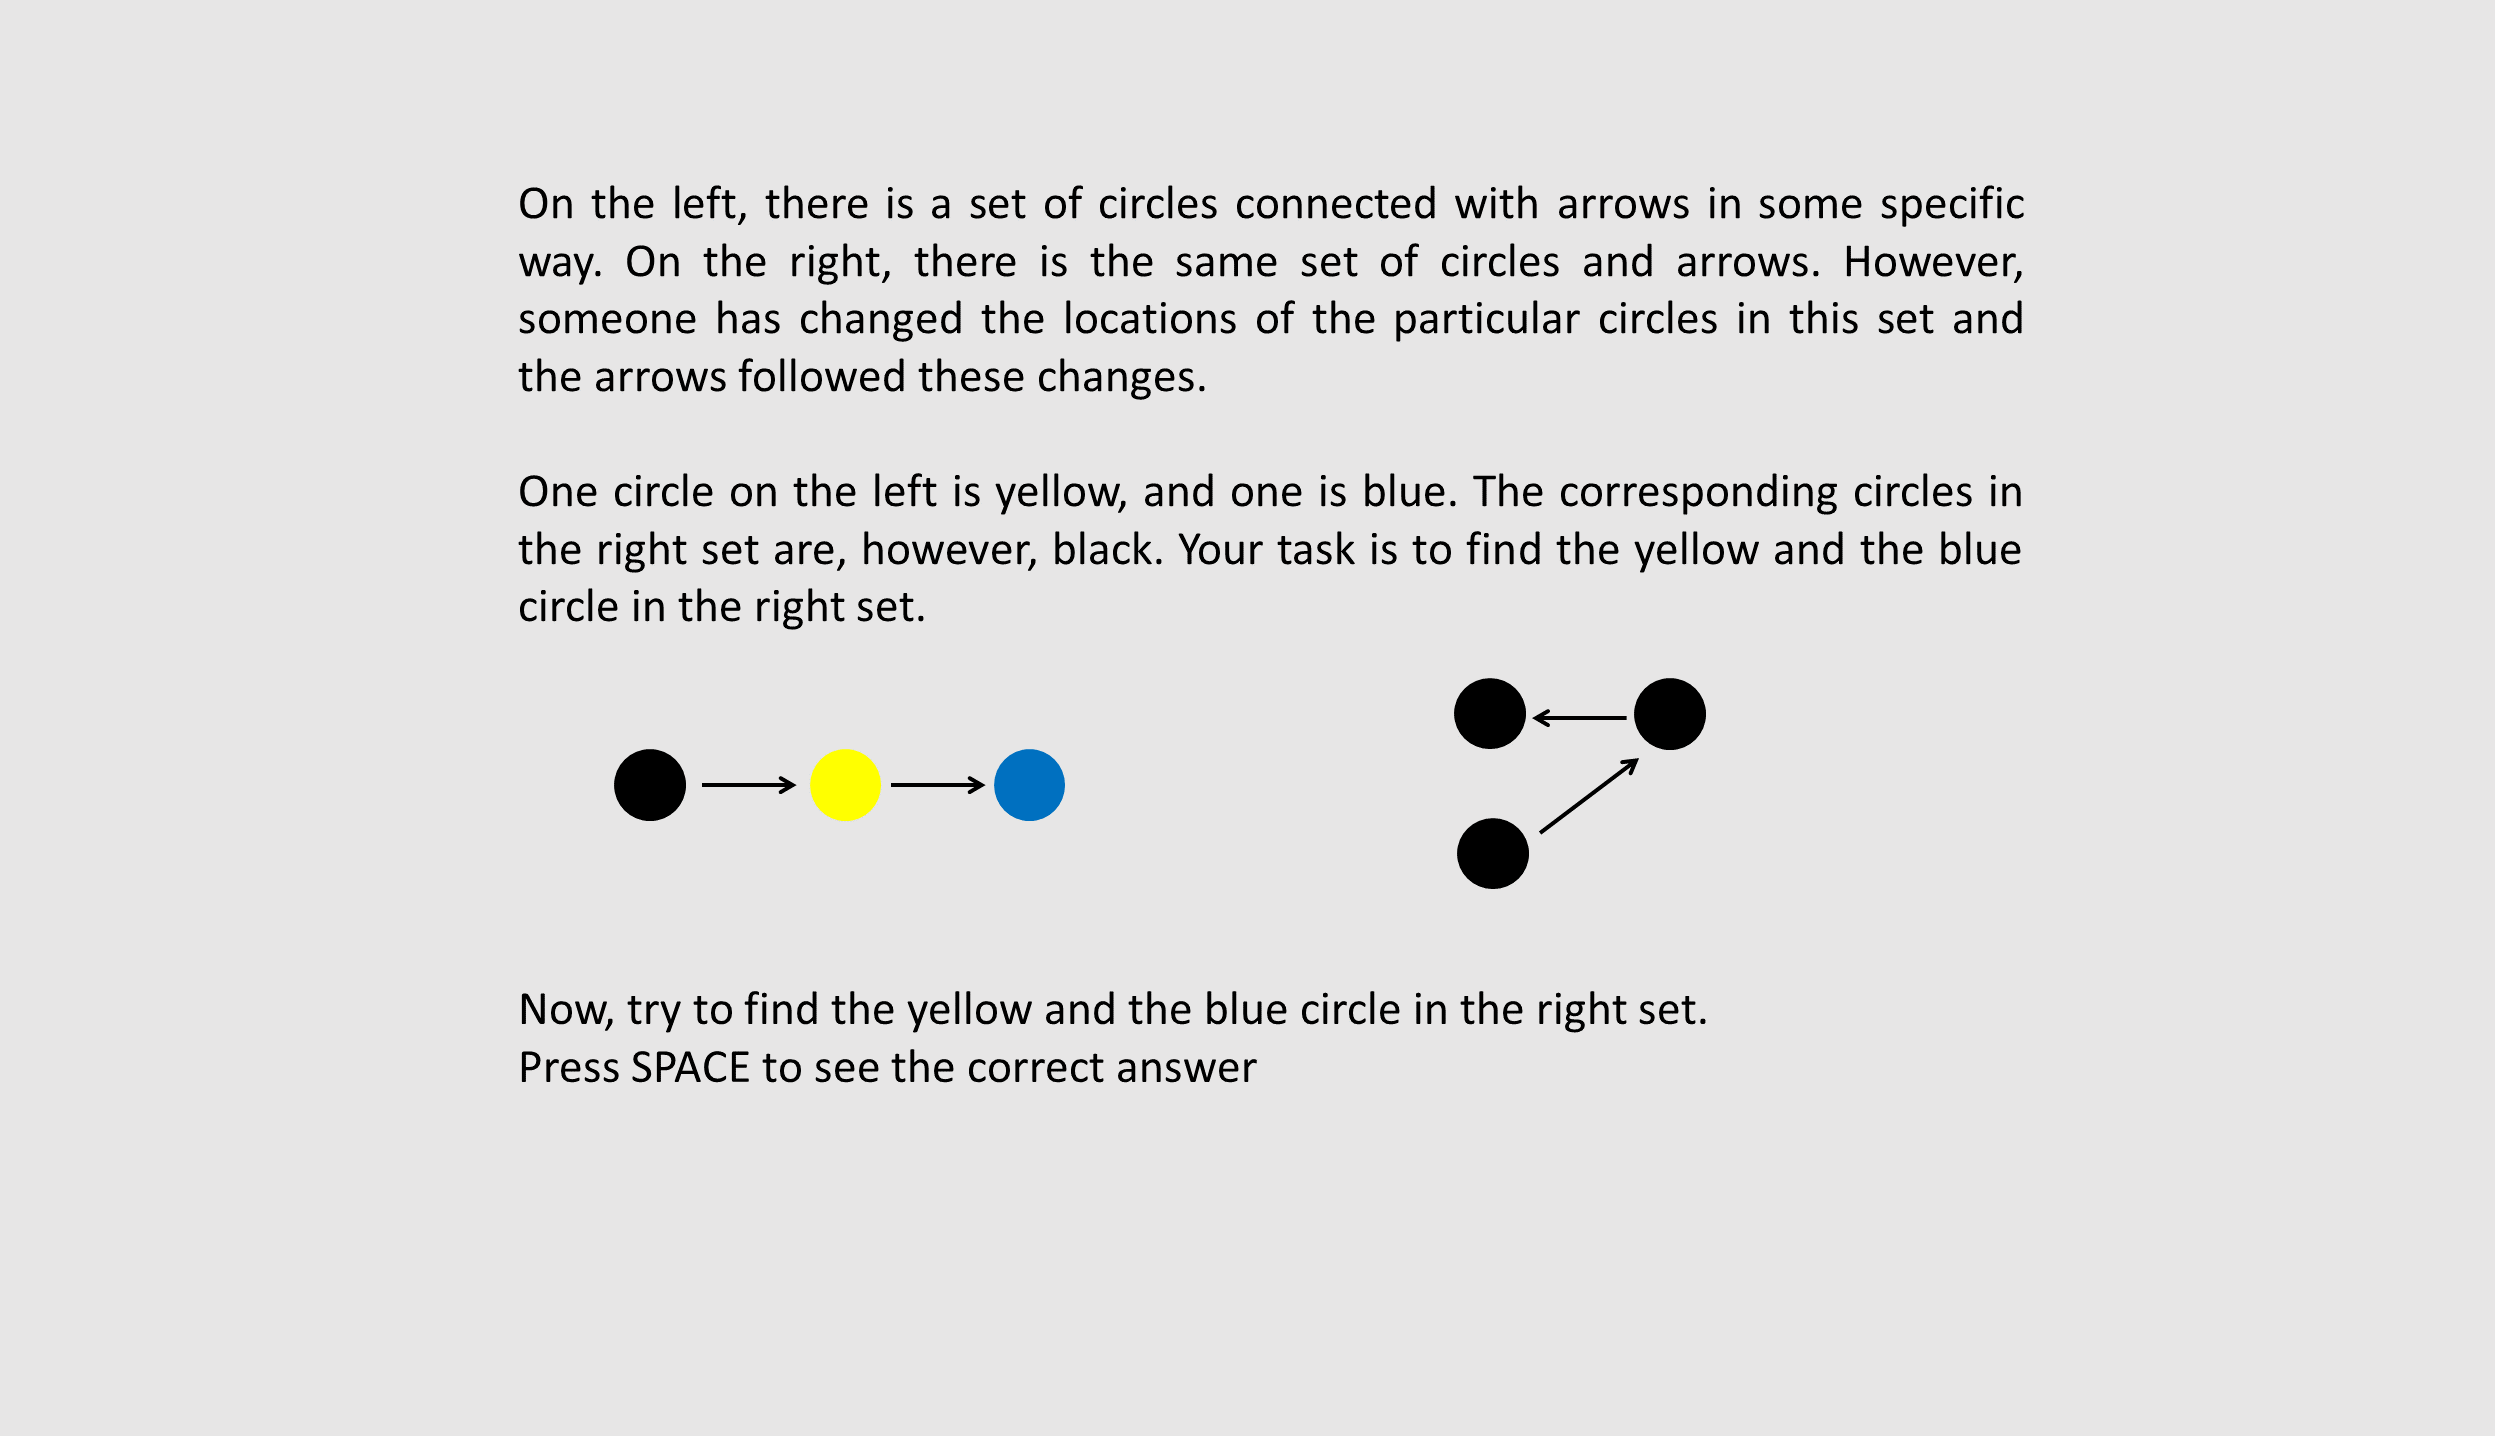 On the left, there is a set of circles connected with arrows in some specific
way. On the right, there is the same set of circles and arrows. However,
someone has changed the locations of the particular circles in this set and
the arrows followed these changes.
One circle on the left is yellow, and one is blue. The corresponding circles in
the right set are, however, black. Your task is to find the yellow and the blue
circle in the right set.
Now, try to find the yellow and the blue circle in the right set.
Press SPACE to see the correct answer